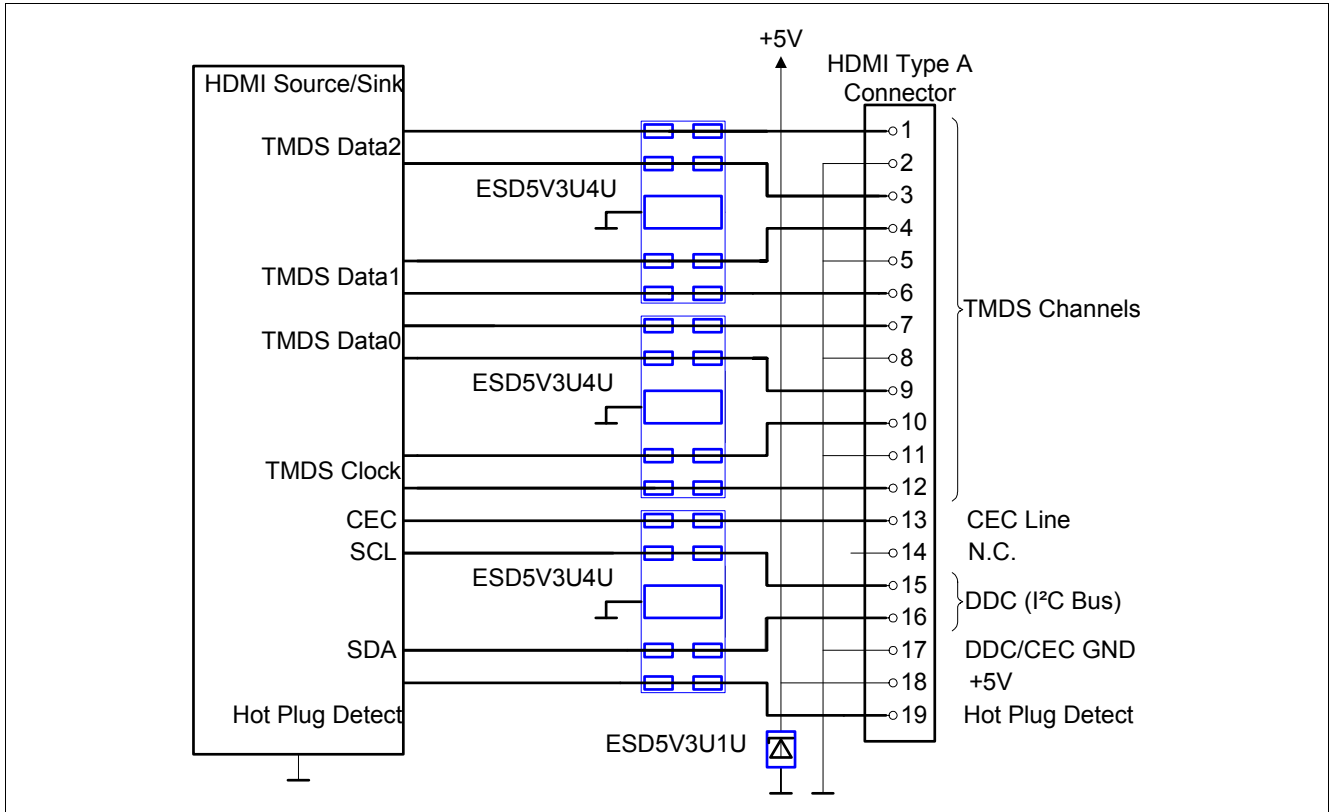 +5V
HDMI Type A
Connector
HDMI Source/Sink
TMDS Data2
ESD5V3U4U
TMDS Data1
TMDS Data0
ESD5V3U4U
TMDS Clock
CEC
SCL
ESD5V3U4U
SDA
Hot Plug Detect
ESD5V3U1U
1
2
3
4
5
6
7
8
9
10
11
12
13
14
15
16
17
18
19
TMDS Channels
CEC Line
N.C.
DDC (I²C Bus)
DDC/CEC GND
+5V
Hot Plug Detect